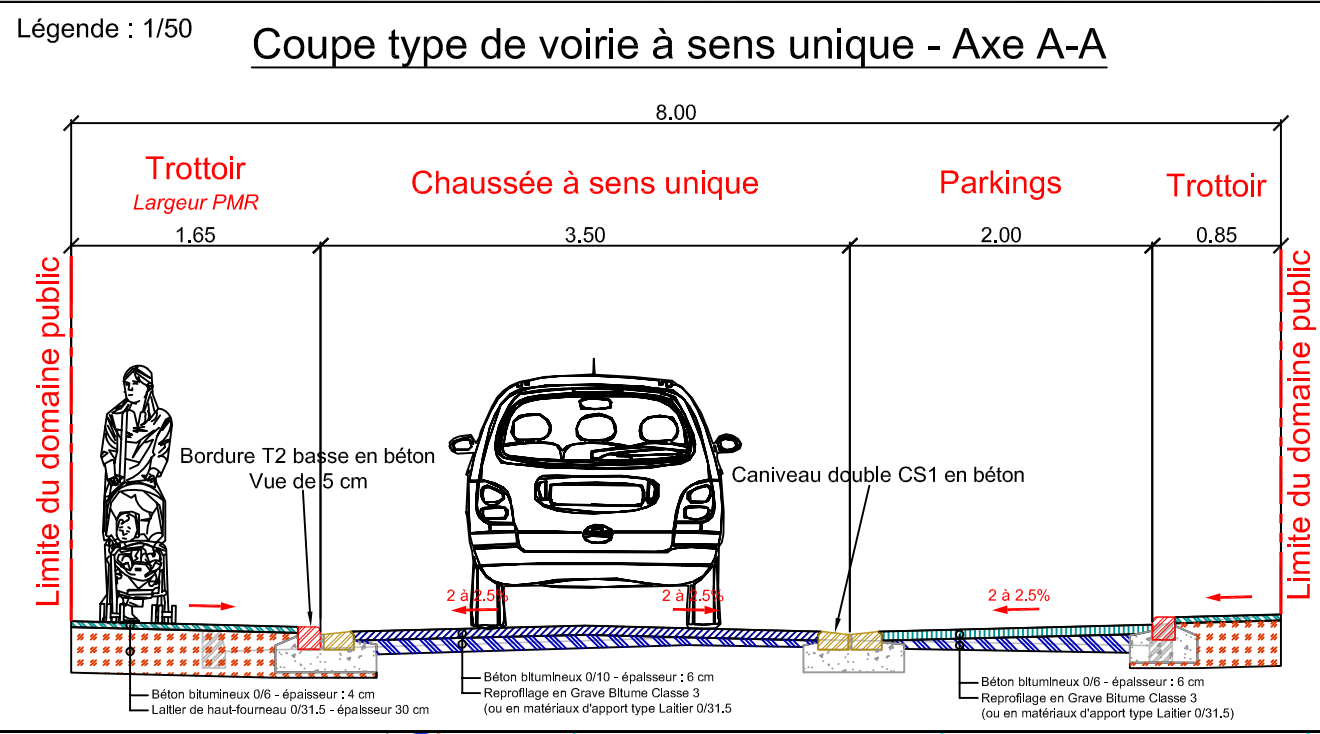 Légende : 1/50
Coupe type de voirie à sens unique - Axe A-A
8.00
Trottoir
Largeur PMR
Chaussée à sens unique
Parkings
Trottoir
1.65
3.50
2.00
0.85
Limite du domaine public
Limite du domaine public
Bordure T2 basse en béton
Vue de 5 cm
Caniveau double CS1 en béton
2 à 2.5%
2 à 2.5%
2 à 2.5%
Béton bitumineux 0/6 - épaisseur : 4 cm
Laitier de haut-fourneau 0/31.5 - épaisseur 30 cm
Béton bitumineux 0/10 - épaisseur : 6 cm
Reprofilage en Grave Bitume Classe 3
(ou en matériaux d'apport type Laitier 0/31.5
Béton bitumineux 0/6 - épaisseur : 6 cm
Reprofilage en Grave Bitume Classe 3
(ou en matériaux d'apport type Laitier 0/31.5)